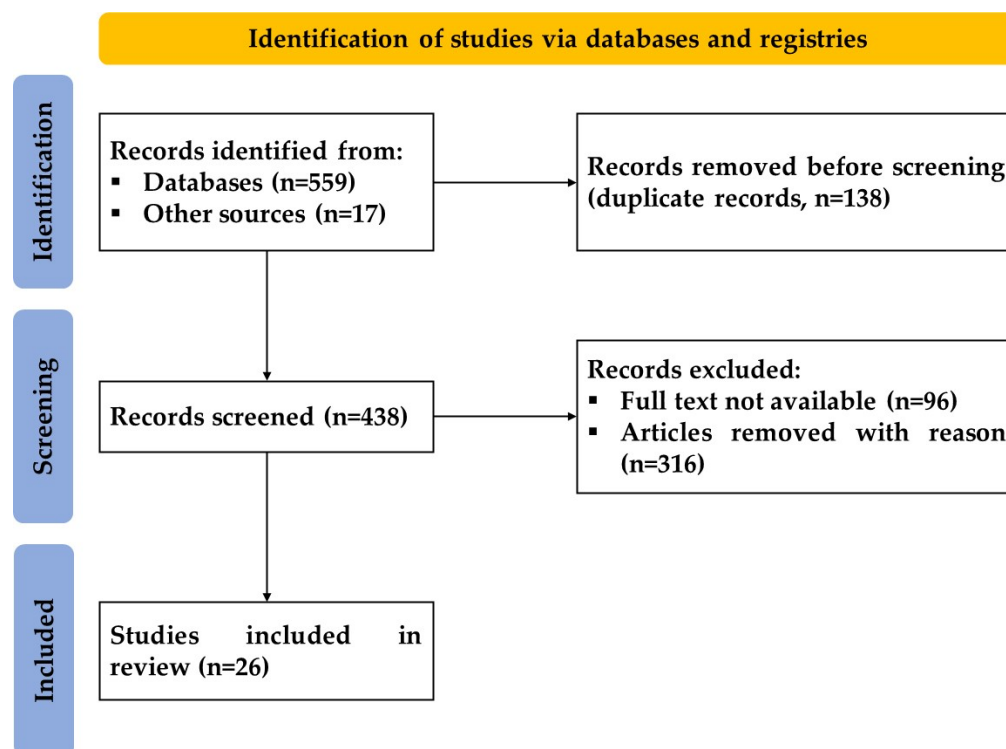 Identification of studies via databases and registries
Identification
Records identified from:
▪ Databases (n=559)
▪ Other sources (n=17)
Records removed before screening
(duplicate records, n=138)
Screening
Records screened (n=438)
Records excluded:
▪ Full text not available (n=96)
▪ Articles removed with reason
(n=316)
Included
Studies included in
review (n=26)